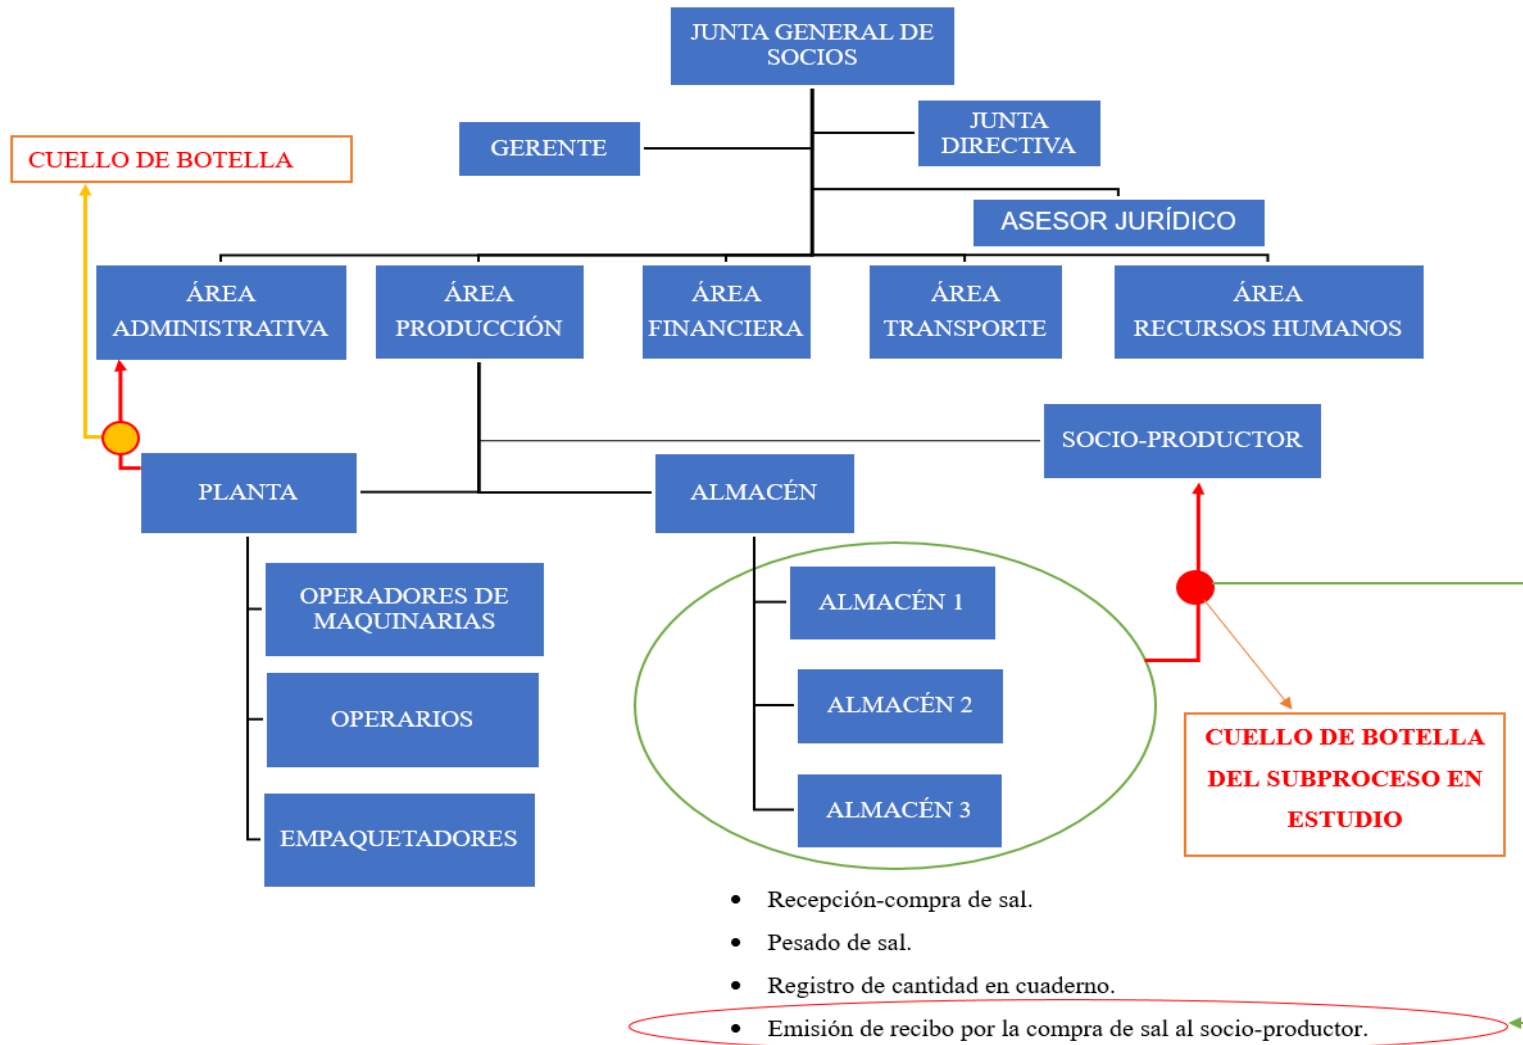 JUNTA GENERAL DE
SOCIOS
JUNTA
DIRECTIVA
GERENTE
CUELLO DE BOTELLA
ASESOR JURÍDICO
ÁREA
ADMINISTRATIVA
ÁREA
PRODUCCIÓN
ÁREA
FINANCIERA
ÁREA
TRANSPORTE
ÁREA
RECURSOS HUMANOS
SOCIO-PRODUCTOR
PLANTA
ALMACÉN
OPERADORES DE
MAQUINARIAS
OPERARIOS
EMPAQUETADORES
ALMACÉN 1
ALMACÉN 2
ALMACÉN 3
CUELLO DE BOTELLA
DEL SUBPROCESO EN
ESTUDIO
• Recepción-compra de sal.
• Pesado de sal.
• Registro de cantidad en cuaderno.
• Emisión de recibo por la compra de sal al socio-productor.